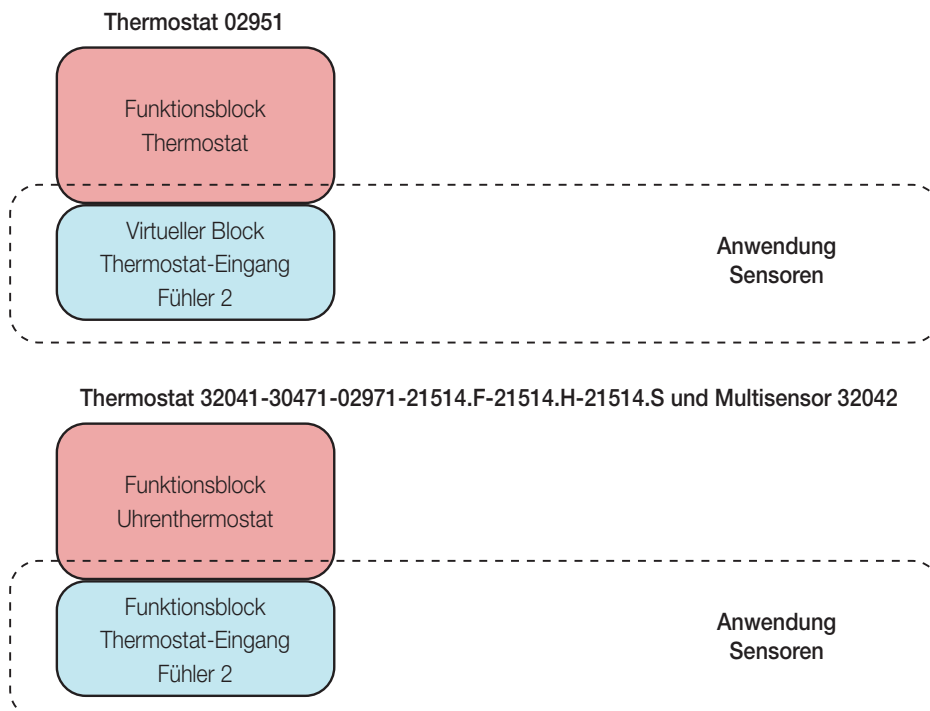 Thermostat 02951
Funktionsblock
Thermostat
Virtueller Block
Thermostat-Eingang
Fühler 2
Anwendung
Sensoren
Thermostat 32041-30471-02971-21514.F-21514.H-21514.S und Multisensor 32042
Funktionsblock
Uhrenthermostat
Funktionsblock
Thermostat-Eingang
Fühler 2
Anwendung
Sensoren